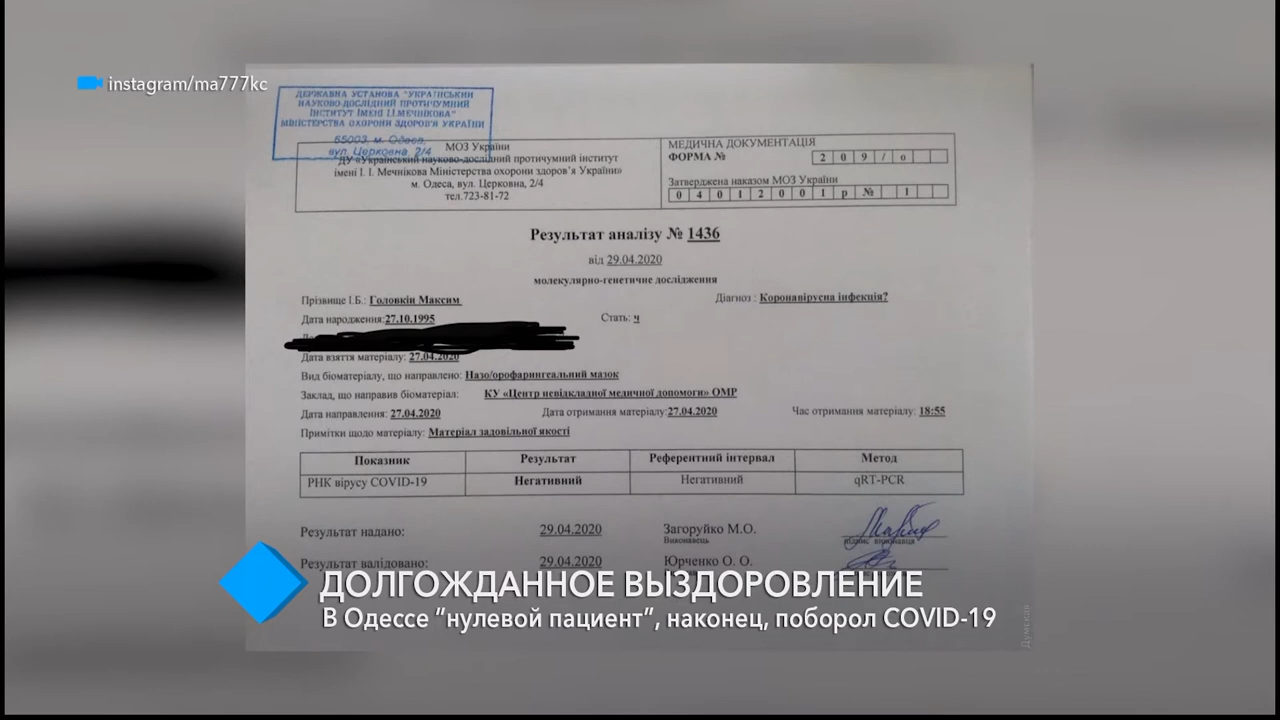 instagram/ma777kc
ДЕРЖАВНА УСТАНОВА "УКРАЇНСЬКИЙ
НАУКОВО-ДОСЛІДНИЙ ПРОТИЧУМНИЙ
ІНСТИТУТ ІМЕНІ І.І.МЕЧНІКОВА"
МІНІСТЕРСТВА ОХОРОНИ ЗДОРОВ'Я УКРАЇНИ
65003, м. Одеса,
вул. Церковна, 2/4
МОЗ України
ДУ «Український науково-дослідний протичумний інститут
імені І. І. Мечнікова Міністерства охорони здоров'я України»
м. Одеса, вул. Церковна, 2/4
тел.723-81-72
МЕДИЧНА ДОКУМЕНТАЦІЯ
ФОРМА № 2 0 9 / о
Затверджена наказом МОЗ України
0 4 0 1 2 0 0 1 р № 1
Результат аналізу № 1436
від 29.04.2020
молекулярно-генетичне дослідження
Прізвище І.Б.: Головкін Максим Діагноз : Коронавірусна інфекція?
Дата народження:27.10.1995 Стать: ч
Дата взяття матеріалу: 27.04.2020
Вид біоматеріалу, що направлено: Назо/орофарингеальний мазок
Заклад, що направив біоматеріал: КУ «Центр невідкладної медичної допомоги» ОМР
Дата направлення: 27.04.2020 Дата отримання матеріалу:27.04.2020 Час отримання матеріалу: 18:55
Примітки щодо матеріалу: Матеріал задовільної якості
Показник Результат Референтний інтервал Метод
РНК вірусу COVID-19 Негативний Негативний qRT-PCR
Результат надано: 29.04.2020 Загоруйко М.О.
Виконавець підпис виконавця
Результат валідовано: 29.04.2020 Юрченко О. О.
ДОЛГОЖДАННОЕ ВЫЗДОРОВЛЕНИЕ
В Одессе "нулевой пациент", наконец, поборол COVID-19
Думская